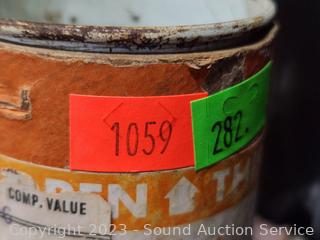 1059
282.
PEN ⬆ TH
COMP. VALUE
$
Copyright 2023 - Sound Auction Service